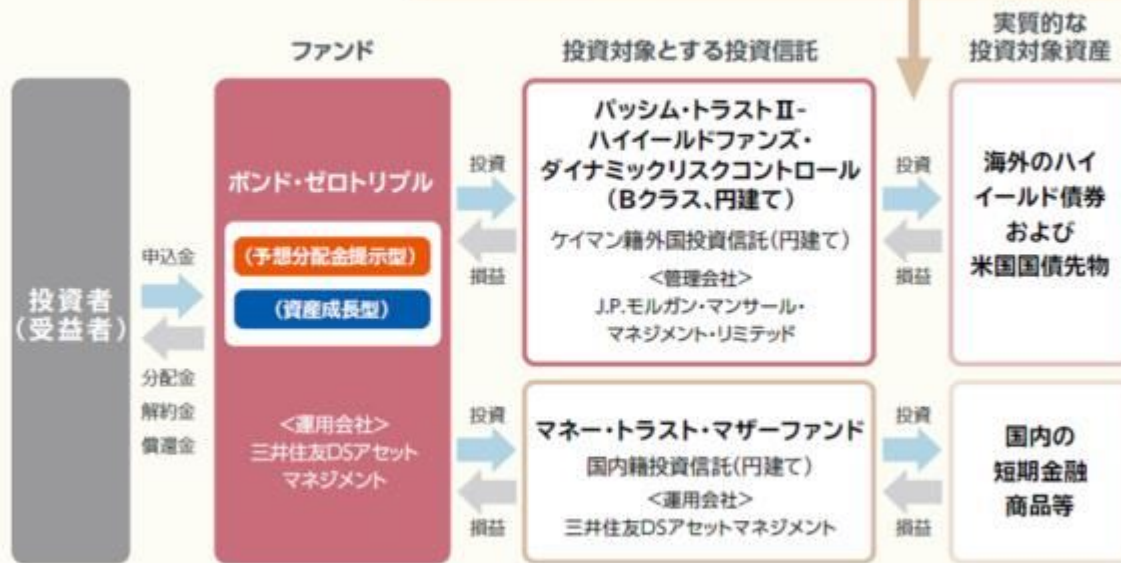 ファンド
投資対象とする投資信託
実質的な
投資対象資産
投資者
(受益者)
申込金
分配金
解約金
償還金
ボンド・ゼロトリプル
(予想分配金提示型)
(資産成長型)
<運用会社>
三井住友DSアセット
マネジメント
投資
損益
パッシム・トラストⅡ-
ハイイールドファンズ・
ダイナミックリスクコントロール
(Bクラス、円建て)
ケイマン籍外国投資信託(円建て)
<管理会社>
J.P.モルガン・マンサール・
マネジメント・リミテッド
投資
損益
海外のハイ
イールド債券
および
米国国債先物
投資
損益
マネー・トラスト・マザーファンド
国内籍投資信託(円建て)
<運用会社>
三井住友DSアセットマネジメント
投資
損益
国内の
短期金融
商品等